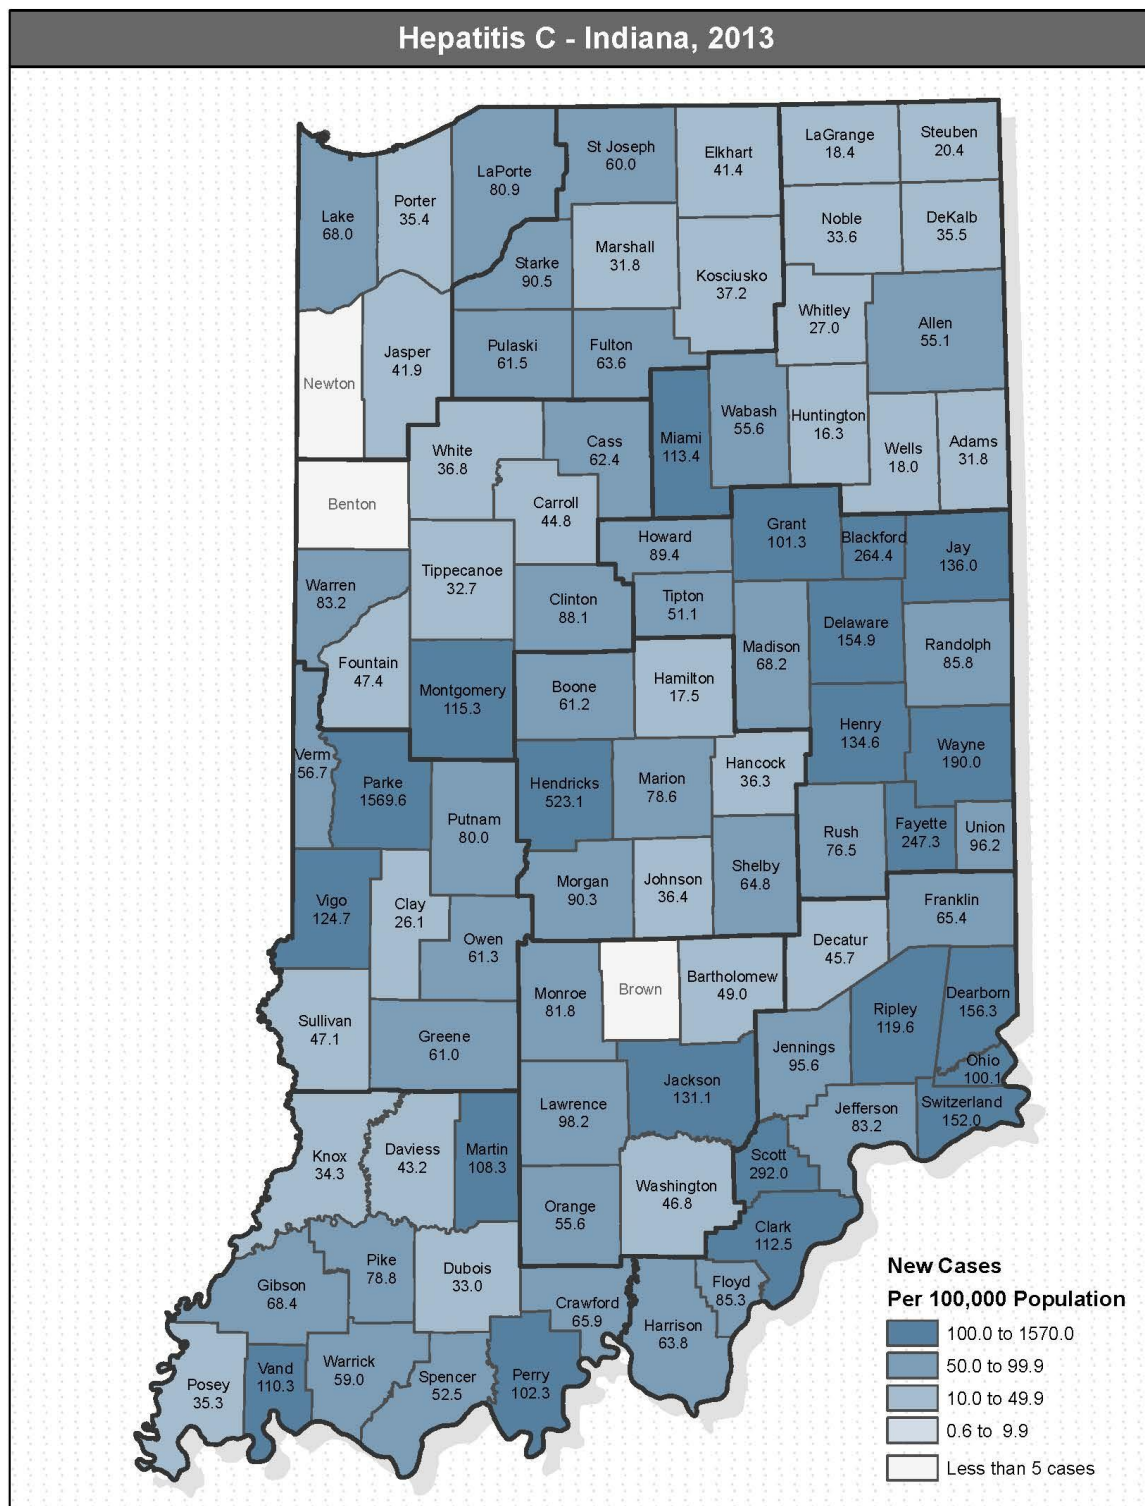 Hepatitis C - Indiana, 2013
LaGrange
18.4
Steuben
20.4
St Joseph
60.0
Elkhart
41.4
LaPorte
80.9
Porter
35.4
Lake
68.0
Noble
33.6
DeKalb
35.5
Marshall
31.8
Starke
90.5
Kosciusko
37.2
Whitley
27.0
Allen
55.1
Pulaski
61.5
Fulton
63.6
Jasper
41.9
Newton
Wabash
55.6
Huntington
16.3
Miami
113.4
Cass
62.4
White
36.8
Wells
18.0
Adams
31.8
Benton
Carroll
44.8
Grant
101.3
Blackford
264.4
Jay
136.0
Howard
89.4
Tippecanoe
32.7
Warren
83.2
Clinton
88.1
Tipton
51.1
Delaware
154.9
Madison
68.2
Randolph
85.8
Fountain
47.4
Montgomery
115.3
Boone
61.2
Hamilton
17.5
Henry
134.6
Wayne
190.0
Verm
56.7
Parke
1569.6
Hendricks
523.1
Marion
78.6
Hancock
36.3
Putnam
80.0
Rush
76.5
Fayette
247.3
Union
96.2
Shelby
64.8
Johnson
36.4
Morgan
90.3
Vigo
124.7
Clay
26.1
Franklin
65.4
Owen
61.3
Decatur
45.7
Monroe
81.8
Brown
Bartholomew
49.0
Dearborn
156.3
Ripley
119.6
Sullivan
47.1
Greene
61.0
Jennings
95.6
Ohio
100.1
Jackson
131.1
Lawrence
98.2
Jefferson
83.2
Switzerland
152.0
Knox
34.3
Daviess
43.2
Martin
108.3
Scott
292.0
Washington
46.8
Orange
55.6
Clark
112.5
Pike
78.8
Dubois
33.0
Gibson
68.4
Floyd
85.3
Crawford
65.9
Harrison
63.8
Warrick
59.0
Spencer
52.5
Perry
102.3
Vand
110.3
Posey
35.3
New Cases
Per 100,000 Population
100.0 to 1570.0
50.0 to 99.9
10.0 to 49.9
0.6 to 9.9
Less than 5 cases